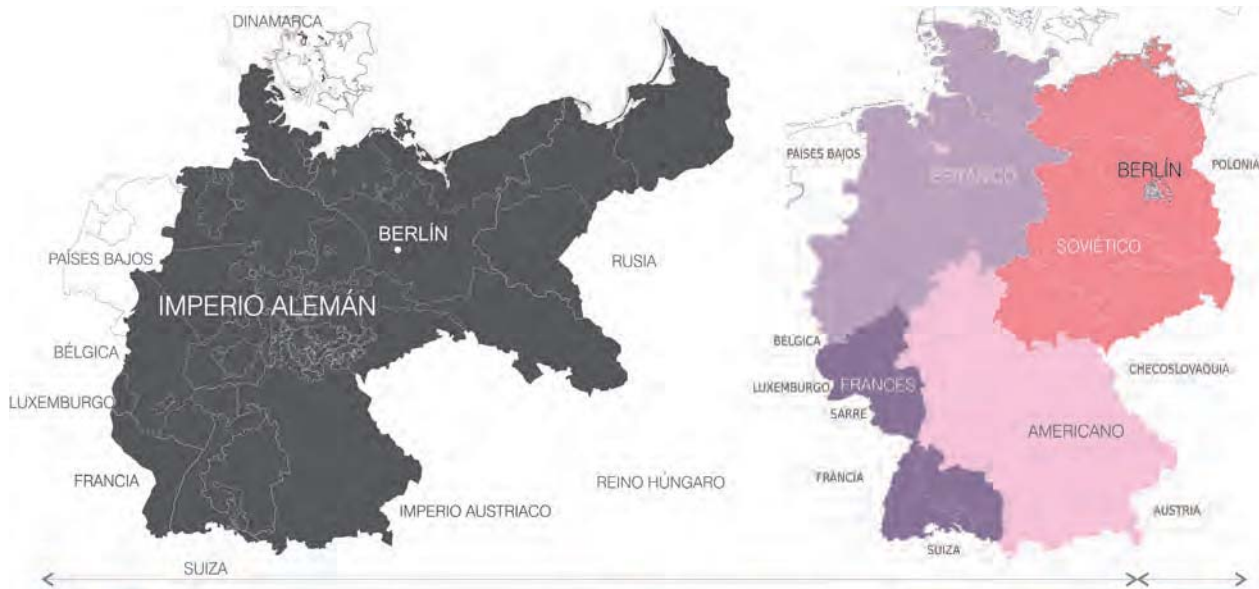 DINAMARCA
PAÍSES BAJOS
BERLÍN
RUSIA
IMPERIO ALEMÁN
BÉLGICA
LUXEMBURGO
FRANCIA
REINO HÚNGARO
IMPERIO AUSTRIACO
SUIZA
PAÍSES BAJOS
BRITÁNICO
BERLÍN
POLONIA
SOVIÉTICO
BÉLGICA
LUXEMBURGO
FRANCES
SARRE
CHECOSLOVAQUIA
AMERICANO
FRANCIA
AUSTRIA
SUIZA